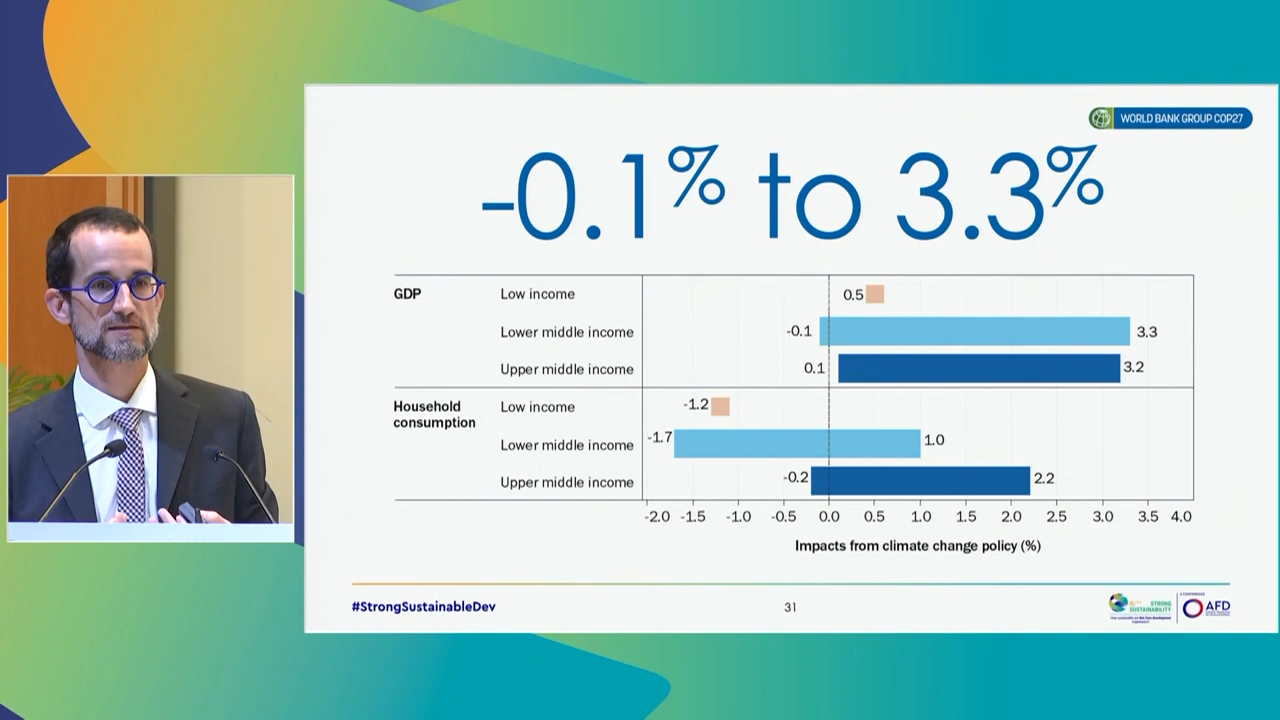 WORLD BANK GROUP COP27
-0.1% to 3.3%
GDP
Low income
0.5
Lower middle income
-0.1
3.3
Upper middle income
0.1
3.2
Household
consumption
Low income
-1.2
Lower middle income
-1.7
1.0
Upper middle income
-0.2
2.2
-2.0 -1.5 -1.0 -0.5 0.0 0.5 1.0 1.5 2.0 2.5 3.0 3.5 4.0
Impacts from climate change policy (%)
#StrongSustainableDev
31
STRONG
SUSTAINABILITY
AFD